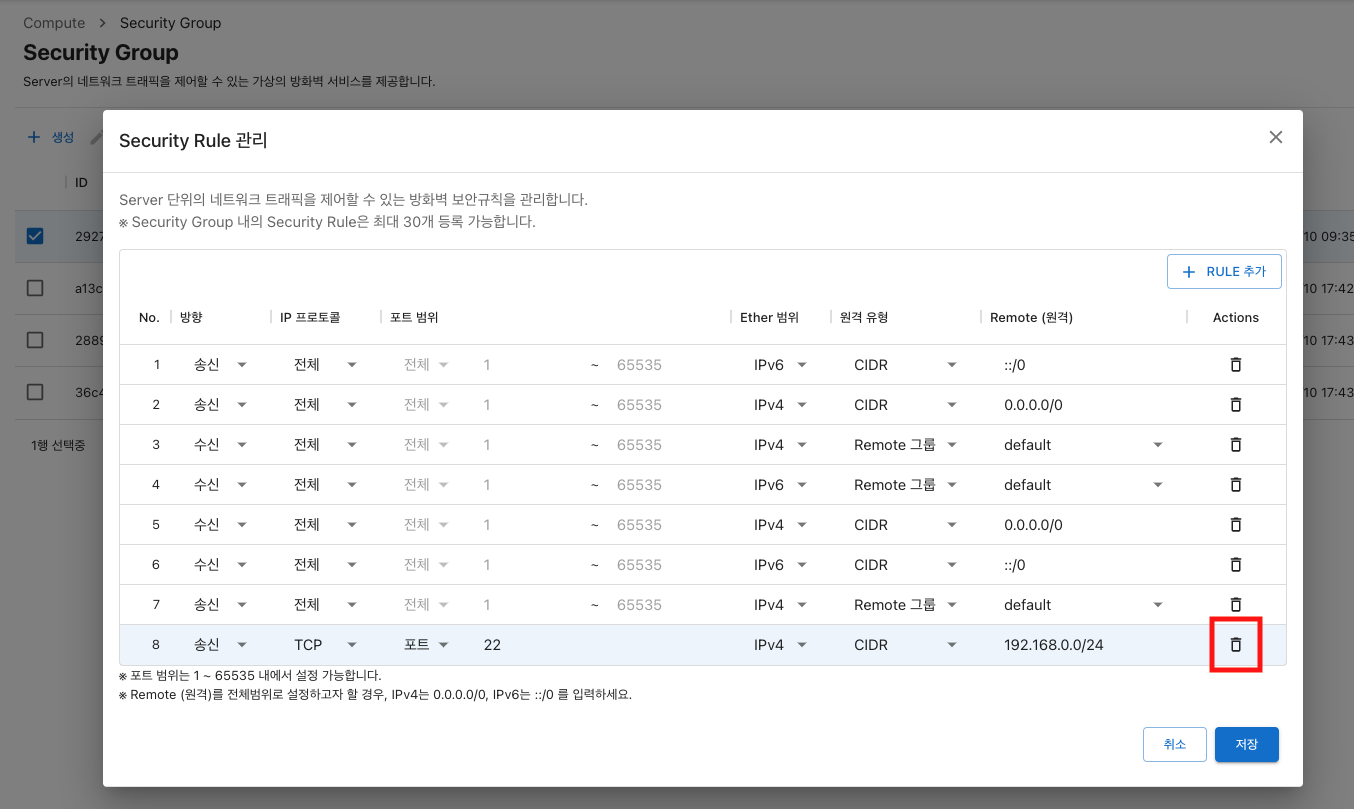 Compute > Security Group
Security Group
Server의 네트워크 트래픽을 제어할 수 있는 가상의 방화벽 서비스를 제공합니다.
+ 생성
ID
2927
10 09:35
a13c
10 17:42
2889
10 17:43
36c4
10 17:43
1행 선택중
Security Rule 관리
Server 단위의 네트워크 트래픽을 제어할 수 있는 방화벽 보안규칙을 관리합니다.
※ Security Group 내의 Security Rule은 최대 30개 등록 가능합니다.
+ RULE 추가
No. 방향 IP 프로토콜 포트 범위 Ether 범위 원격 유형 Remote (원격) Actions
1 송신 전체 전체 1 ~ 65535 IPv6 CIDR ::/0
2 송신 전체 전체 1 ~ 65535 IPv4 CIDR 0.0.0.0/0
3 수신 전체 전체 1 ~ 65535 IPv4 Remote 그룹 default
4 수신 전체 전체 1 ~ 65535 IPv6 Remote 그룹 default
5 수신 전체 전체 1 ~ 65535 IPv4 CIDR 0.0.0.0/0
6 수신 전체 전체 1 ~ 65535 IPv6 CIDR ::/0
7 송신 전체 전체 1 ~ 65535 IPv4 Remote 그룹 default
8 송신 TCP 포트 22 IPv4 CIDR 192.168.0.0/24
※ 포트 범위는 1 ~ 65535 내에서 설정 가능합니다.
※ Remote (원격)를 전체범위로 설정하고자 할 경우, IPv4는 0.0.0.0/0, IPv6는 ::/0 를 입력하세요.
취소 저장